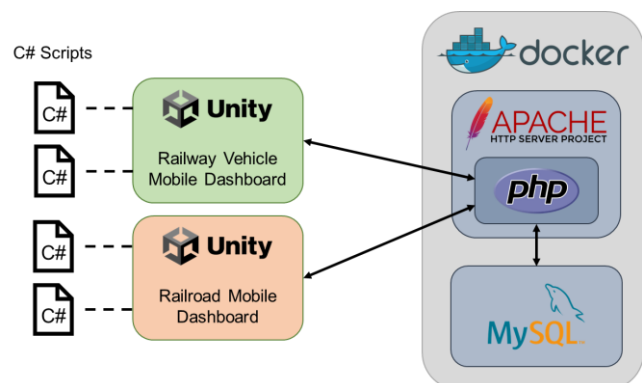 C# Scripts
C#
C#
C#
C#
Unity
Railway Vehicle
Mobile Dashboard
Unity
Railroad Mobile
Dashboard
docker
APACHE
HTTP SERVER PROJECT
php
MySQL